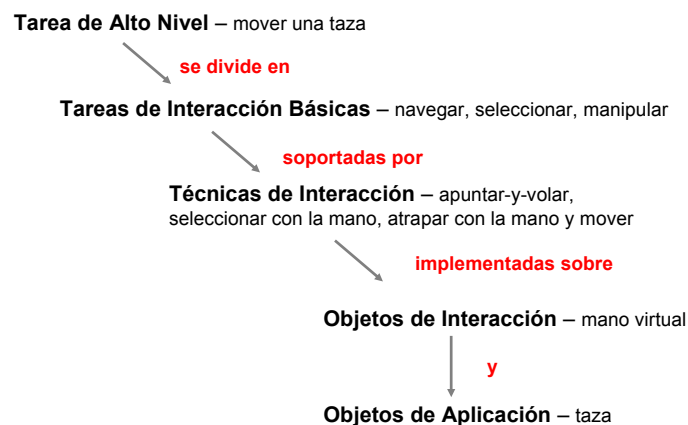 Tarea de Alto Nivel – mover una taza
se divide en
Tareas de Interacción Básicas – navegar, seleccionar, manipular
soportadas por
Técnicas de Interacción – apuntar-y-volar,
seleccionar con la mano, atrapar con la mano y mover
implementadas sobre
Objetos de Interacción – mano virtual
y
Objetos de Aplicación – taza